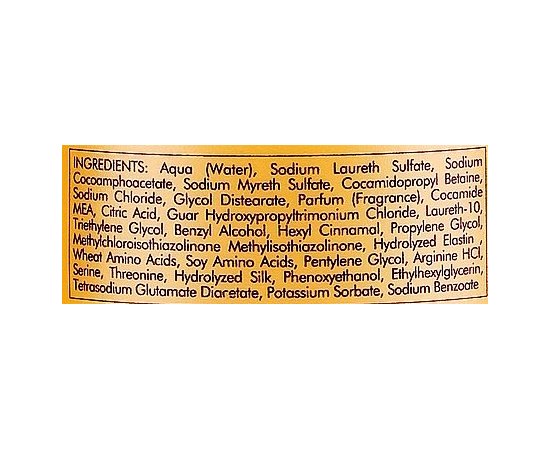 INGREDIENTS: Aqua (Water), Sodium Laureth Sulfate, Sodium
Cocoamphoacetate, Sodium Myreth Sulfate, Cocamidopropyl Betaine,
Sodium Chloride, Glycol Distearate, Parfum (Fragrance), Cocamide
MEA, Citric Acid, Guar Hydroxypropyltrimonium Chloride, Laureth-10,
Triethylene Glycol, Benzyl Alcohol, Hexyl Cinnamal, Propylene Glycol,
Methylchloroisothiazolinone Methylisothiazolinone, Hydrolyzed Elastin ,
Wheat Amino Acids, Soy Amino Acids, Pentylene Glycol, Arginine HCl,
Serine, Threonine, Hydrolyzed Silk, Phenoxyethanol, Ethylhexylglycerin,
Tetrasodium Glutamate Diacetate, Potassium Sorbate, Sodium Benzoate